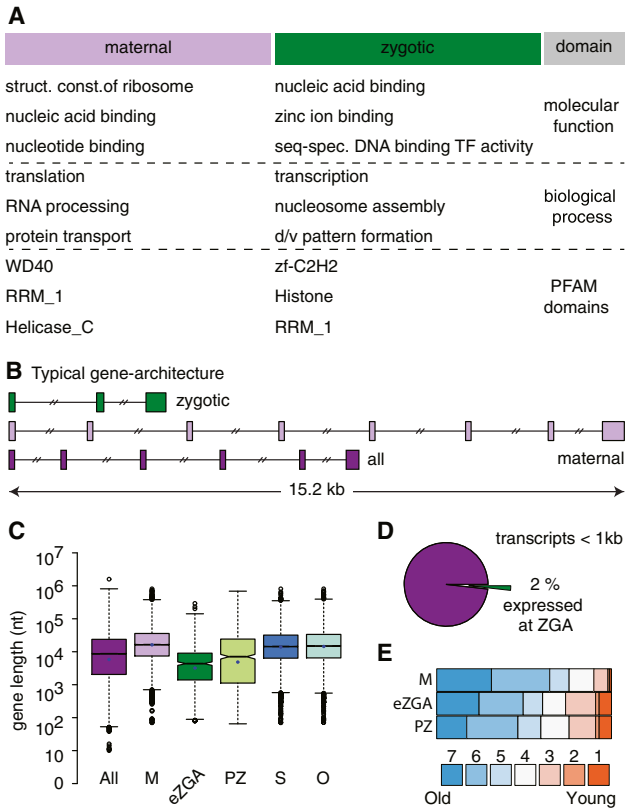 A
maternal zygotic domain
struct. const.of ribosome nucleic acid binding
nucleic acid binding zinc ion binding
molecular function
nucleotide binding seq-spec. DNA binding TF activity
translation transcription
RNA processing nucleosome assembly
biological process
protein transport d/v pattern formation
WD40 zf-C2H2
RRM_1 Histone
PFAM domains
Helicase_C RRM_1
B Typical gene-architecture
zygotic
all
maternal
15.2 kb
C
gene length (nt)
10^7
10^6
10^5
10^4
10^3
10^2
10
0
All M eZGA PZ S O
D
transcripts < 1kb
2 %
expressed
at ZGA
E
M
eZGA
PZ
7 6 5 4 3 2 1
Old Young